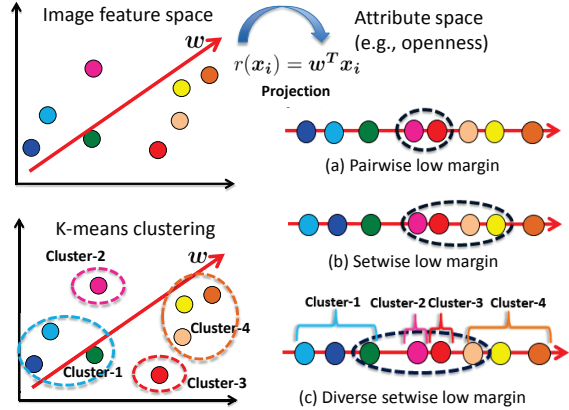 Image feature space
Attribute space
(e.g., openness)
w
r(x_i) = w^T x_i
Projection
(a) Pairwise low margin
(b) Setwise low margin
K-means clustering
w
Cluster-2
Cluster-4
Cluster-1
Cluster-3
Cluster-1 Cluster-2 Cluster-3 Cluster-4
(c) Diverse setwise low margin